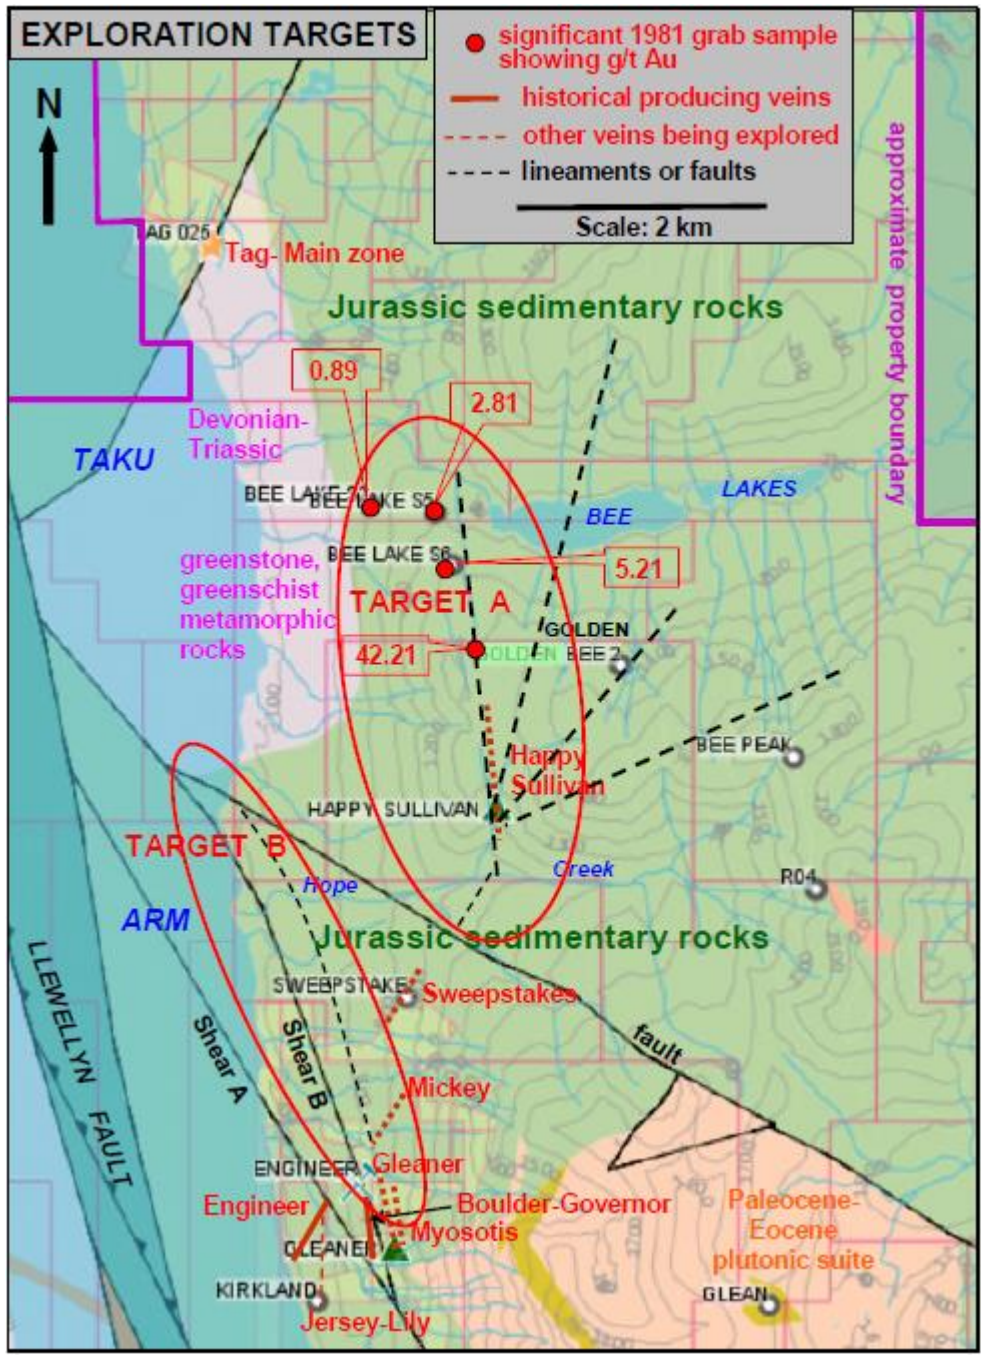 EXPLORATION TARGETS
significant 1981 grab sample
showing g/t Au
historical producing veins
other veins being explored
lineaments or faults
Scale: 2 km
N
approximate property boundary
TAG 025
Tag- Main zone
Jurassic sedimentary rocks
0.89
2.81
Devonian-
Triassic
TAKU
BEE LAKE
BEE LAKE S5
LAKES
BEE
BEE LAKE S6
5.21
greenstone,
greenschist
metamorphic
rocks
TARGET A
GOLDEN
42.21
GOLDEN BEE 2
BEE PEAK
Happy
Sullivan
HAPPY SULLIVAN
TARGET B
Hope
Creek
R04
ARM
Jurassic sedimentary rocks
SWEEPSTAKE
Sweepstakes
LLEWELLYN FAULT
Shear A
Shear B
fault
Mickey
ENGINEER
Gleaner
Engineer
Boulder-Governor
Myosotis
GLEANER
Paleocene-
Eocene
plutonic suite
KIRKLAND
GLEAN
Jersey-Lily